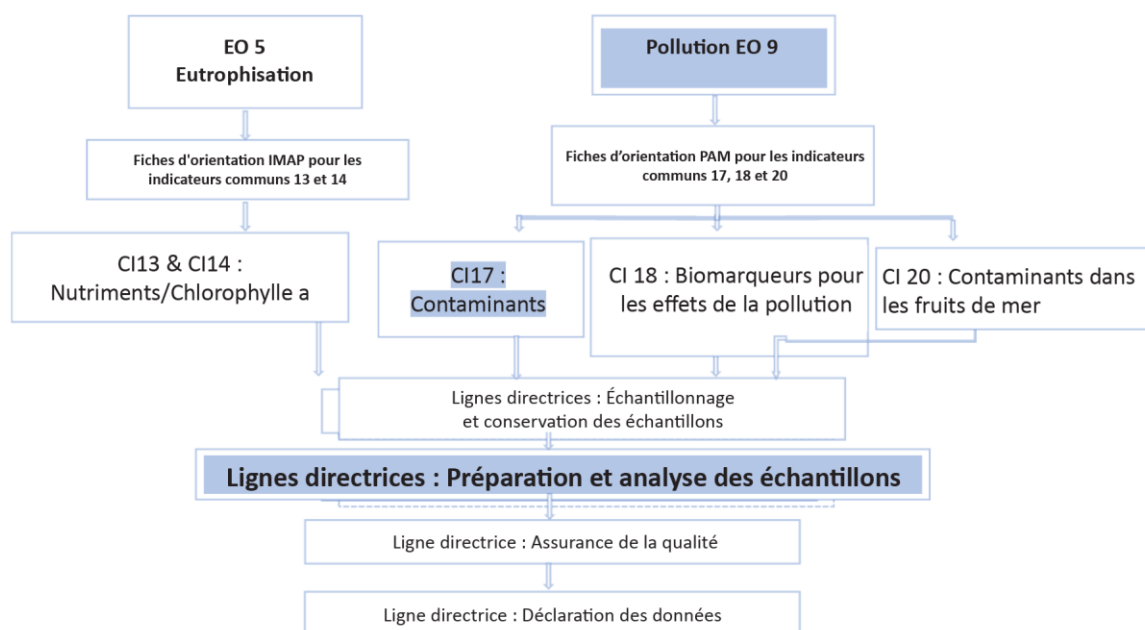 EO 5
Eutrophisation
Pollution EO 9
Fiches d'orientation IMAP pour les
indicateurs communs 13 et 14
Fiches d’orientation PAM pour les indicateurs
communs 17, 18 et 20
CI13 & CI14 :
Nutriments/Chlorophylle a
CI17 :
Contaminants
CI 18 : Biomarqueurs pour
les effets de la pollution
CI 20 : Contaminants dans
les fruits de mer
Lignes directrices : Échantillonnage
et conservation des échantillons
Lignes directrices : Préparation et analyse des échantillons
Ligne directrice : Assurance de la qualité
Ligne directrice : Déclaration des données